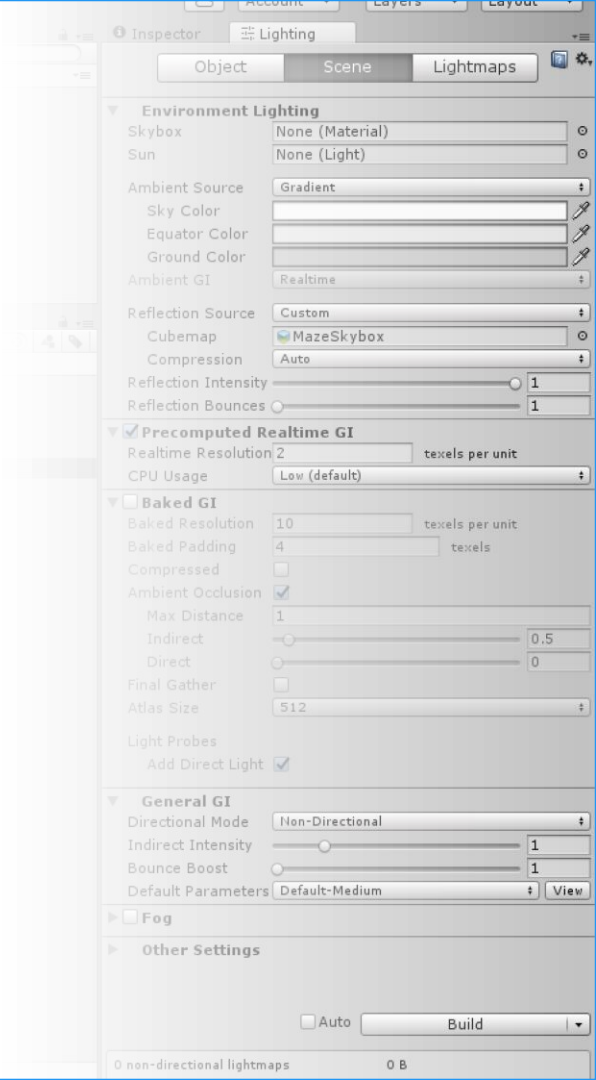 Account Layers Layout
Inspector Lighting
Object Scene Lightmaps
Environment Lighting
Skybox None (Material)
Sun None (Light)
Ambient Source Gradient
Sky Color
Equator Color
Ground Color
Ambient GI Realtime
Reflection Source Custom
Cubemap MazeSkybox
Compression Auto
Reflection Intensity 1
Reflection Bounces 1
Precomputed Realtime GI
Realtime Resolution 2 texels per unit
CPU Usage Low (default)
Baked GI
Baked Resolution 10 texels per unit
Baked Padding 4 texels
Compressed
Ambient Occlusion
Max Distance 1
Indirect 0.5
Direct 0
Final Gather
Atlas Size 512
Light Probes
Add Direct Light
General GI
Directional Mode Non-Directional
Indirect Intensity 1
Bounce Boost 1
Default Parameters Default-Medium View
Fog
Other Settings
Auto Build
0 non-directional lightmaps 0 B